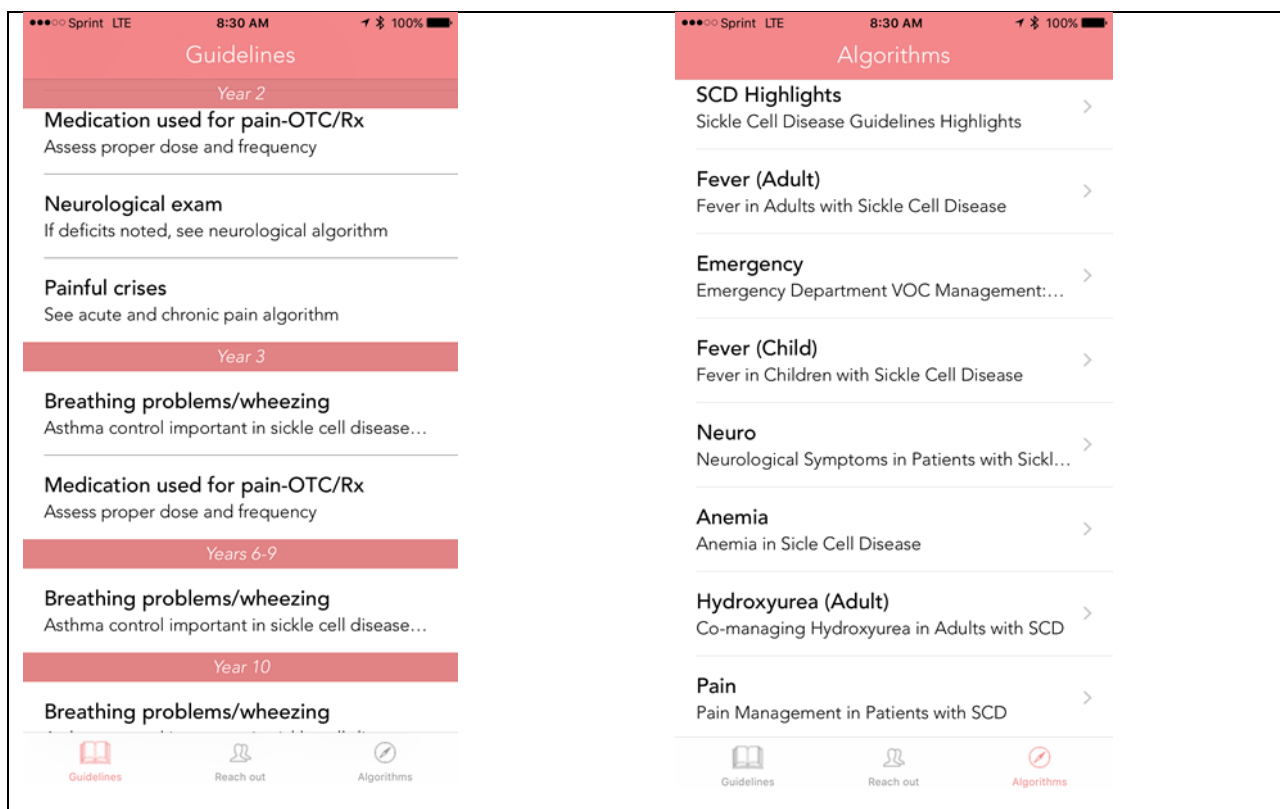 Sprint LTE 8:30 AM 100%
Guidelines
Year 2
Medication used for pain-OTC/Rx
Assess proper dose and frequency
Neurological exam
If deficits noted, see neurological algorithm
Painful crises
See acute and chronic pain algorithm
Year 3
Breathing problems/wheezing
Asthma control important in sickle cell disease...
Medication used for pain-OTC/Rx
Assess proper dose and frequency
Years 6-9
Breathing problems/wheezing
Asthma control important in sickle cell disease...
Year 10
Breathing problems/wheezing
Guidelines Reach out Algorithms
Sprint LTE 8:30 AM 100%
Algorithms
SCD Highlights
Sickle Cell Disease Guidelines Highlights
Fever (Adult)
Fever in Adults with Sickle Cell Disease
Emergency
Emergency Department VOC Management:...
Fever (Child)
Fever in Children with Sickle Cell Disease
Neuro
Neurological Symptoms in Patients with Sickl...
Anemia
Anemia in Sicle Cell Disease
Hydroxyurea (Adult)
Co-managing Hydroxyurea in Adults with SCD
Pain
Pain Management in Patients with SCD
Guidelines Reach out Algorithms